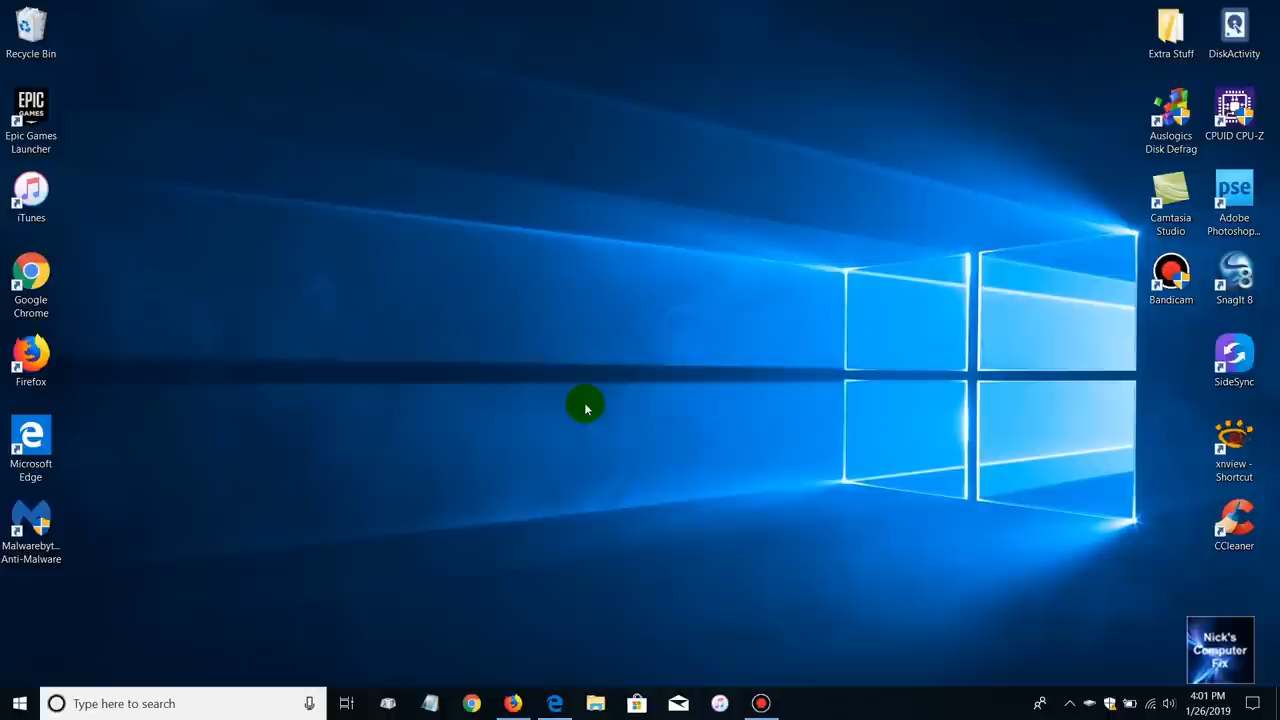 Recycle Bin
EPIC
GAMES
Epic Games
Launcher
iTunes
Google
Chrome
Firefox
Microsoft
Edge
Malwareyt...
Anti-Malware
Extra Stuff
DiskActivity
Auslogics
Disk Defrag
CPUID CPU-Z
Camtasia
Studio
pse
Adobe
Photoshop...
Bandicam
8
SnagIt 8
SideSync
xnview -
Shortcut
CCleaner
Nick's
Computer
Fix
Type here to search
4:01 PM
1/26/2019